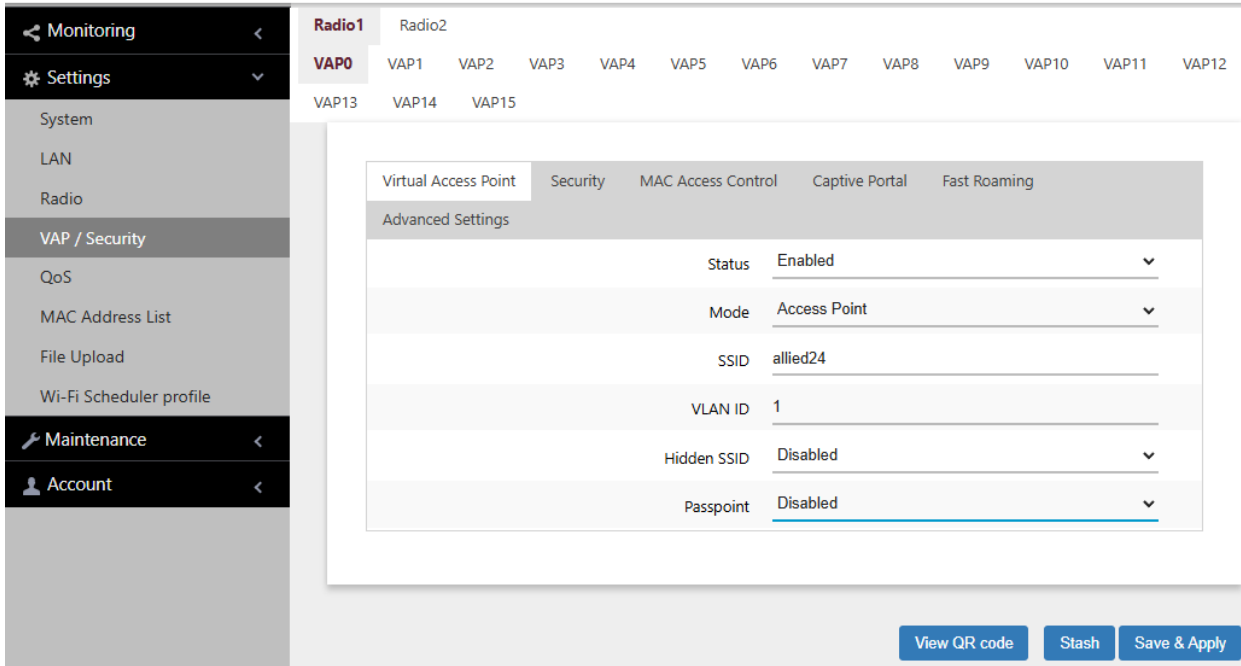 Monitoring
Settings
System
LAN
Radio
VAP / Security
QoS
MAC Address List
File Upload
Wi-Fi Scheduler profile
Maintenance
Account
Radio1 Radio2
VAP0 VAP1 VAP2 VAP3 VAP4 VAP5 VAP6 VAP7 VAP8 VAP9 VAP10 VAP11 VAP12
VAP13 VAP14 VAP15
Virtual Access Point Security MAC Access Control Captive Portal Fast Roaming
Advanced Settings
Status Enabled
Mode Access Point
SSID allied24
VLAN ID 1
Hidden SSID Disabled
Passpoint Disabled
View QR code Stash Save & Apply